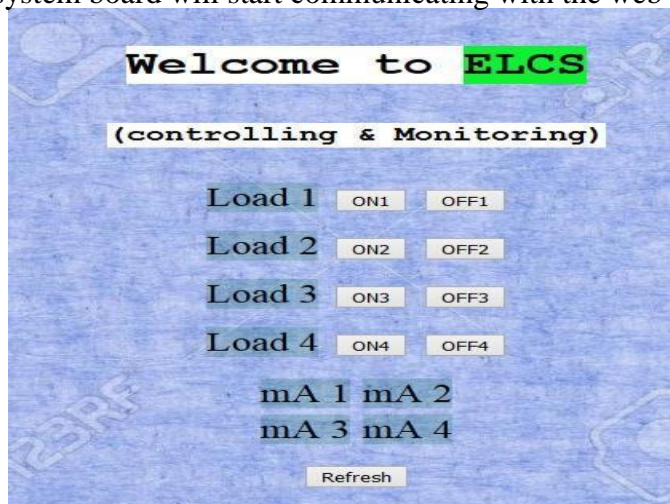 system board will start communicating with the web
Welcome to ELCS
(controlling & Monitoring)
Load 1 ON1 OFF1
Load 2 ON2 OFF2
Load 3 ON3 OFF3
Load 4 ON4 OFF4
mA 1 mA 2
mA 3 mA 4
Refresh
123RF
123RF